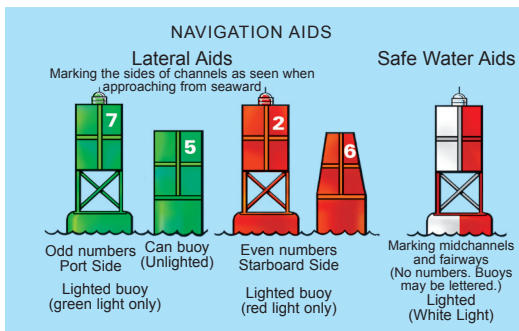 NAVIGATION AIDS
Lateral Aids
Marking the sides of channels as seen when
approaching from seaward
7
5
2
6
Odd numbers
Port Side
Lighted buoy
(green light only)
Can buoy
(Unlighted)
Even numbers
Starboard Side
Lighted buoy
(red light only)
Safe Water Aids
Marking midchannels
and fairways
(No numbers. Buoys
may be lettered.)
Lighted
(White Light)